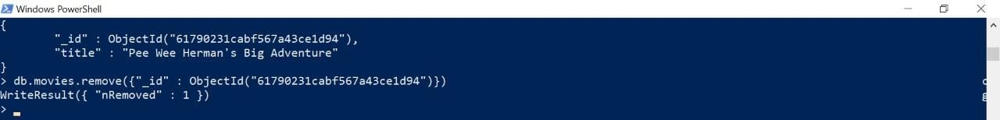 Windows PowerShell
{
"_id" : ObjectId("61790231cabf567a43ce1d94"),
"title" : "Pee Wee Herman's Big Adventure"
}
> db.movies.remove({"_id" : ObjectId("61790231cabf567a43ce1d94")})
WriteResult({ "nRemoved" : 1 })
>